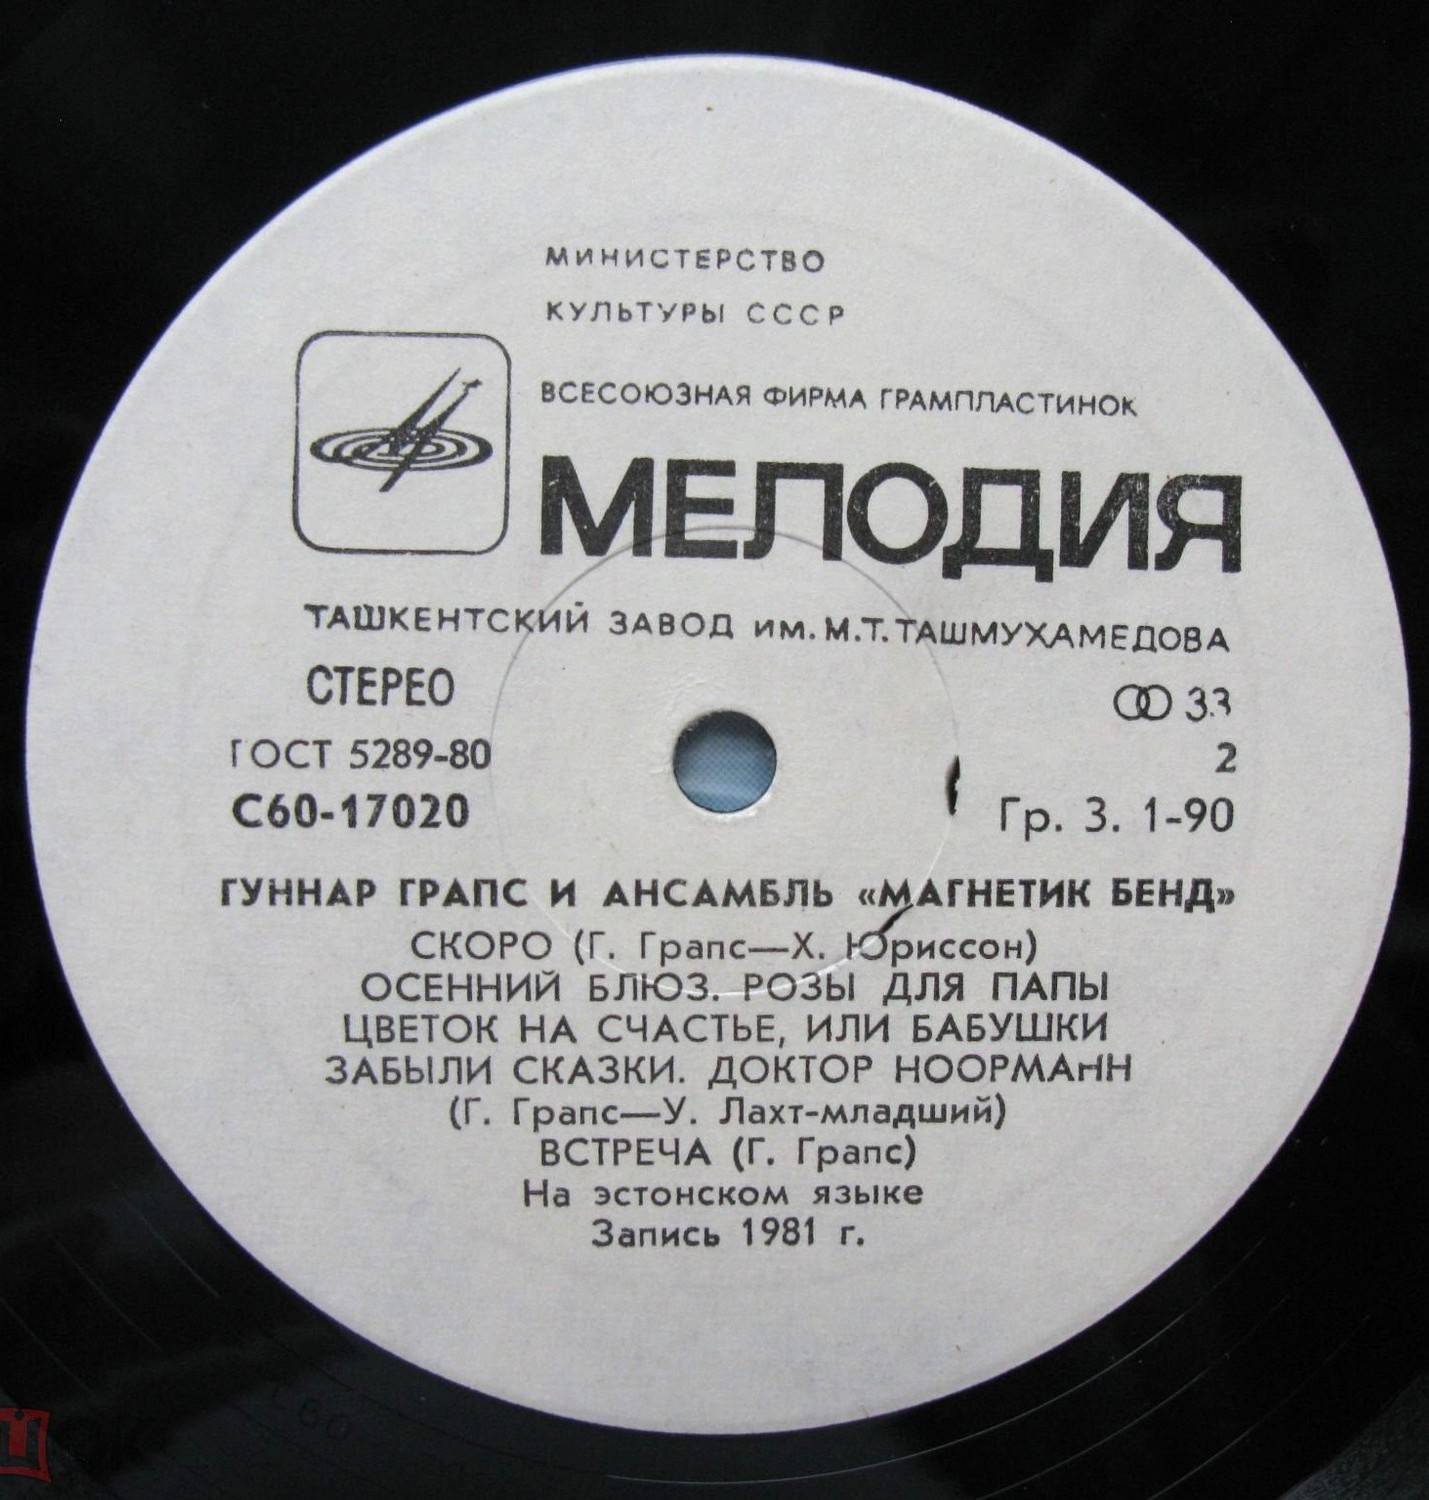 МИНИСТЕРСТВО
КУЛЬТУРЫ СССР
ВСЕСОЮЗНАЯ ФИРМА ГРАМПЛАСТИНОК
МЕЛОДИЯ
ТАШКЕНТСКИЙ ЗАВОД им. М.Т. ТАШМУХАМЕДОВА
СТЕРЕО
33
ГОСТ 5289-80
2
С60-17020
Гр. 3. 1-90
ГУННАР ГРАПС И АНСАМБЛЬ «МАГНЕТИК БЕНД»
СКОРО (Г. Грапс—Х. Юриссон)
ОСЕННИЙ БЛЮЗ. РОЗЫ ДЛЯ ПАПЫ
ЦВЕТОК НА СЧАСТЬЕ, ИЛИ БАБУШКИ
ЗАБЫЛИ СКАЗКИ. ДОКТОР НООРМАНН
(Г. Грапс—У. Лахт-младший)
ВСТРЕЧА (Г. Грапс)
На эстонском языке
Запись 1981 г.